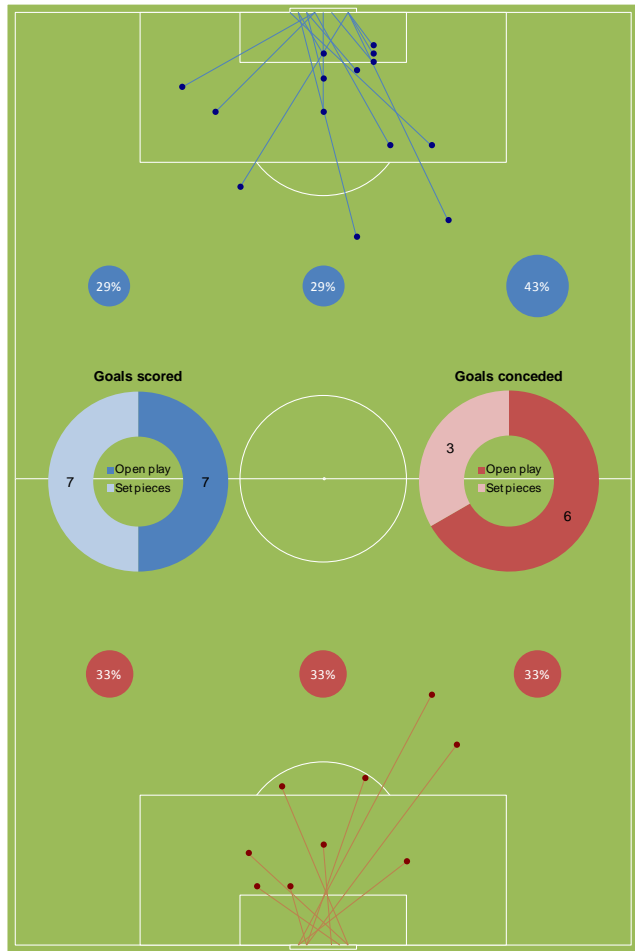 29%
29%
43%
Goals scored
Goals conceded
7
Open play
Set pieces
7
3
Open play
Set pieces
6
33%
33%
33%